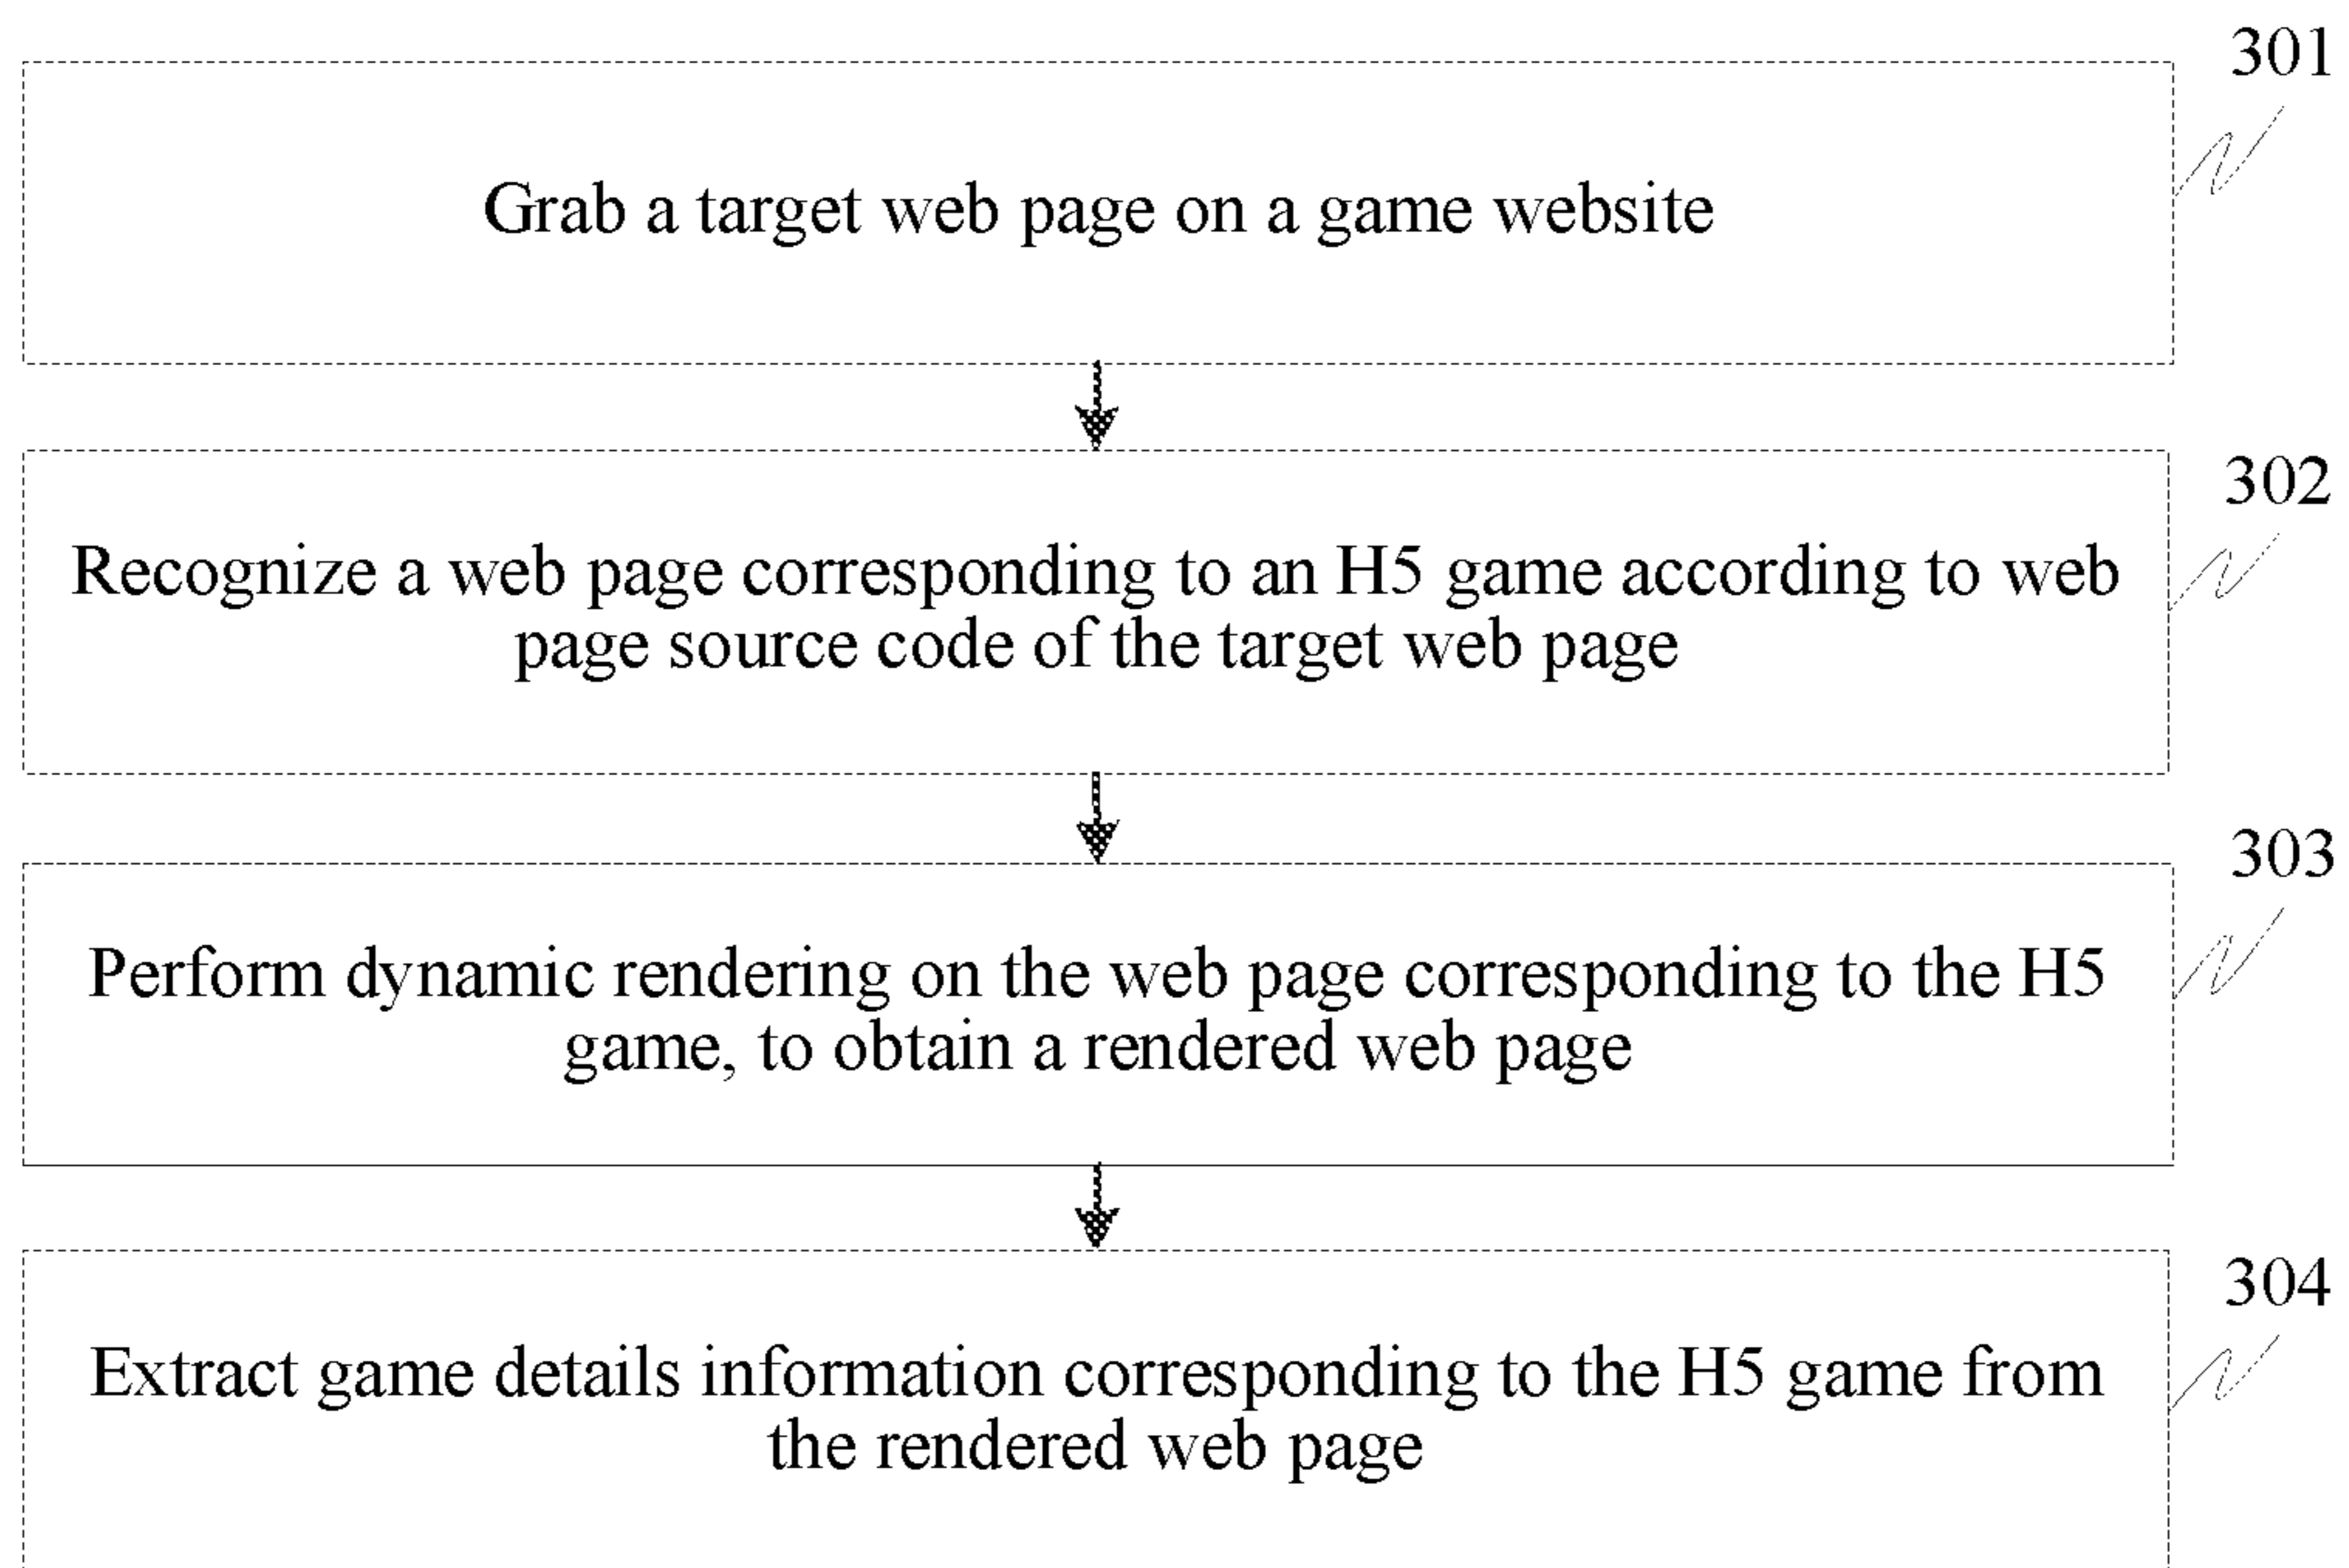 301
Grab a target web page on a game website
302
Recognize a web page corresponding to an H5 game according to web
page source code of the target web page
303
Perform dynamic rendering on the web page corresponding to the H5
game, to obtain a rendered web page
304
Extract game details information corresponding to the H5 game from
the rendered web page